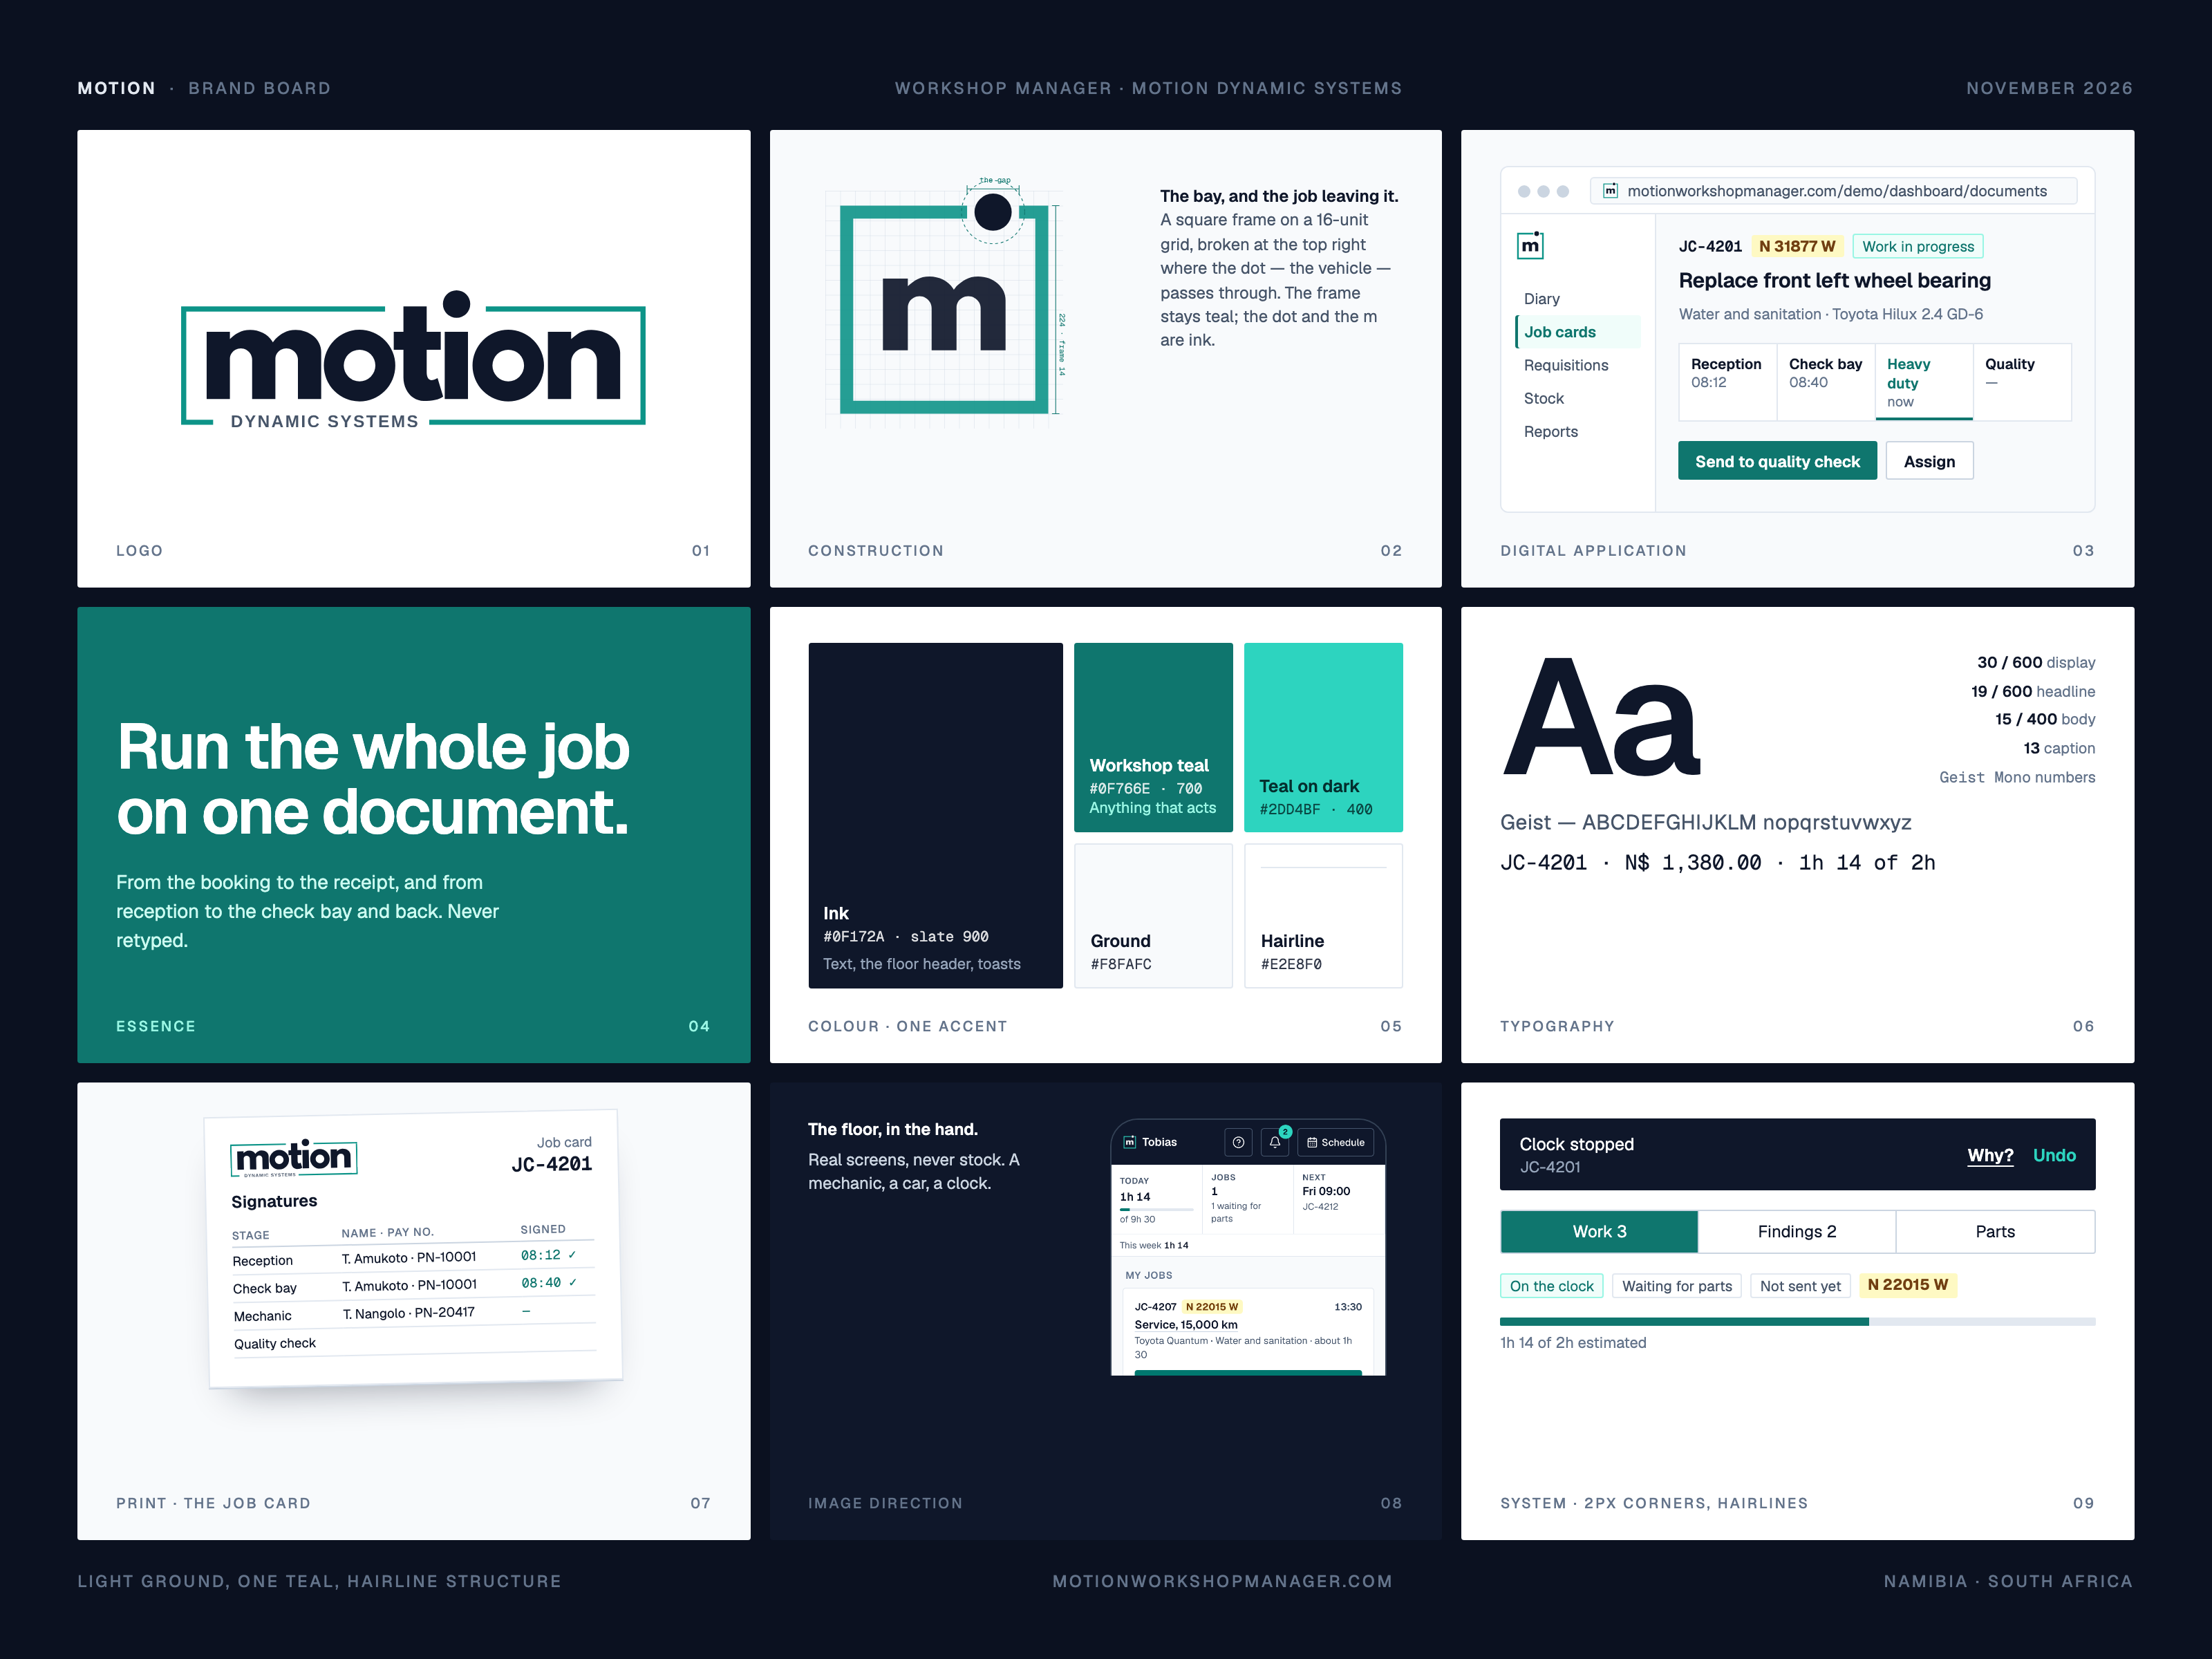 MOTION · BRAND BOARD
WORKSHOP MANAGER · MOTION DYNAMIC SYSTEMS
NOVEMBER 2026
motion
DYNAMIC SYSTEMS
LOGO
01
the gap
m
224 · frame 14
The bay, and the job leaving it.
A square frame on a 16-unit
grid, broken at the top right
where the dot — the vehicle —
passes through. The frame
stays teal; the dot and the m
are ink.
CONSTRUCTION
02
m motionworkshopmanager.com/demo/dashboard/documents
m
Diary
Job cards
Requisitions
Stock
Reports
JC-4201 N 31877 W Work in progress
Replace front left wheel bearing
Water and sanitation · Toyota Hilux 2.4 GD-6
Reception
08:12
Check bay
08:40
Heavy
duty
now
Quality
—
Send to quality check
Assign
DIGITAL APPLICATION
03
Run the whole job
on one document.
From the booking to the receipt, and from
reception to the check bay and back. Never
retyped.
ESSENCE
04
Ink
#0F172A · slate 900
Text, the floor header, toasts
Workshop teal
#0F766E · 700
Anything that acts
Teal on dark
#2DD4BF · 400
Ground
#F8FAFC
Hairline
#E2E8F0
COLOUR · ONE ACCENT
05
Aa
30 / 600 display
19 / 600 headline
15 / 400 body
13 caption
Geist Mono numbers
Geist — ABCDEFGHIJKLM nopqrstuvwxyz
JC-4201 · N$ 1,380.00 · 1h 14 of 2h
TYPOGRAPHY
06
motion
DYNAMIC SYSTEMS
Job card
JC-4201
Signatures
STAGE NAME · PAY NO. SIGNED
Reception T. Amukoto · PN-10001 08:12 ✓
Check bay T. Amukoto · PN-10001 08:40 ✓
Mechanic T. Nangolo · PN-20417 —
Quality check
PRINT · THE JOB CARD
07
The floor, in the hand.
Real screens, never stock. A
mechanic, a car, a clock.
m Tobias
2
Schedule
TODAY
1h 14
of 9h 30
JOBS
1
1 waiting for
parts
NEXT
Fri 09:00
JC-4212
This week 1h 14
MY JOBS
JC-4207 N 22015 W 13:30
Service, 15,000 km
Toyota Quantum · Water and sanitation · about 1h
30
IMAGE DIRECTION
08
Clock stopped
JC-4201
Why? Undo
Work 3
Findings 2
Parts
On the clock
Waiting for parts
Not sent yet
N 22015 W
1h 14 of 2h estimated
SYSTEM · 2PX CORNERS, HAIRLINES
09
LIGHT GROUND, ONE TEAL, HAIRLINE STRUCTURE
MOTIONWORKSHOPMANAGER.COM
NAMIBIA · SOUTH AFRICA